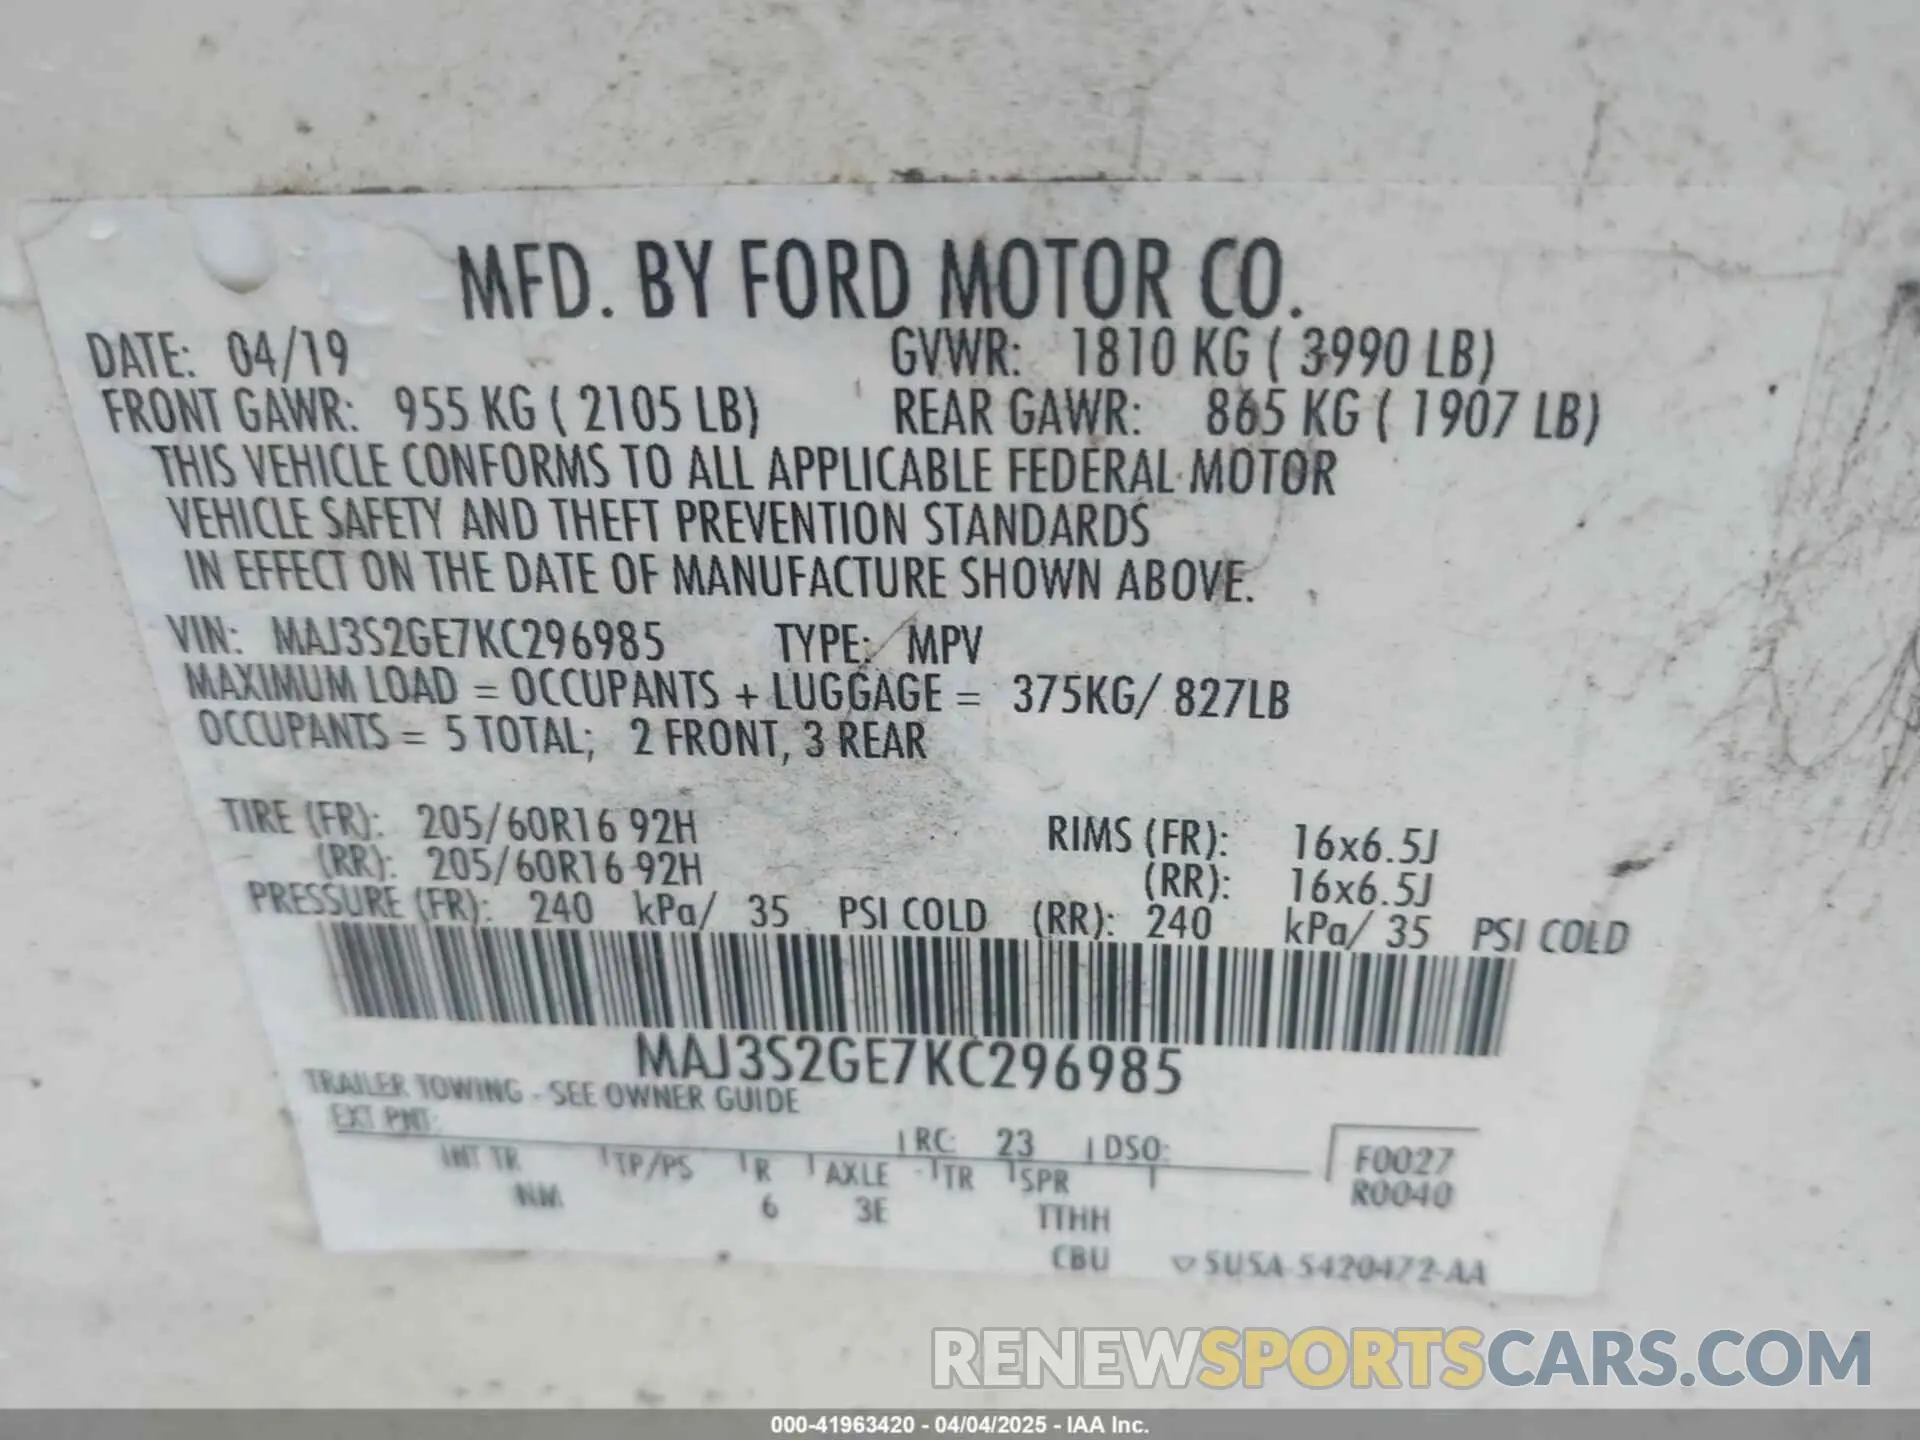 MFD. BY FORD MOTOR CO.
DATE: 04/19 GVWR: 1810 KG ( 3990 LB)
FRONT GAWR: 955 KG ( 2105 LB) REAR GAWR: 865 KG ( 1907 LB)
THIS VEHICLE CONFORMS TO ALL APPLICABLE FEDERAL MOTOR
VEHICLE SAFETY AND THEFT PREVENTION STANDARDS
IN EFFECT ON THE DATE OF MANUFACTURE SHOWN ABOVE.
VIN: MAJ3S2GE7KC296985 TYPE: MPV
MAXIMUM LOAD = OCCUPANTS + LUGGAGE = 375KG/ 827LB
OCCUPANTS = 5 TOTAL; 2 FRONT, 3 REAR
TIRE (FR): 205/60R16 92H RIMS (FR): 16x6.5J
(RR): 205/60R16 92H (RR): 16x6.5J
PRESSURE (FR): 240 kPa/ 35 PSI COLD (RR): 240 kPa/ 35 PSI COLD
MAJ3S2GE7KC296985
TRAILER TOWING - SEE OWNER GUIDE
EXT PNT: RC: 23 DSO: F0027
INT TR TP/PS R AXLE TR SPR R0040
NM 6 3E TTHH
CBU ▽ 5U5A-5420472-AA
RENEWSPORTSCARS.COM
000-41963420 - 04/04/2025 - IAA Inc.